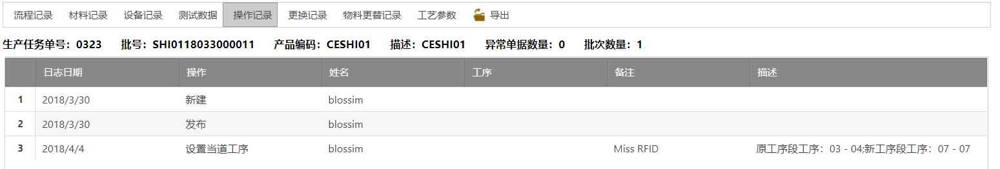 流程记录 材料记录 设备记录 测试数据 操作记录 更换记录 物料更替记录 工艺参数 导出
生产任务单号：0323 批号：SHI0118033000011 产品编码：CESHI01 描述：CESHI01 异常单据数量：0 批次数量：1
日志日期 操作 姓名 工序 备注 描述
1 2018/3/30 新建 blossim
2 2018/3/30 发布 blossim
3 2018/4/4 设置当道工序 blossim Miss RFID 原工序段工序：03 - 04;新工序段工序：07 - 07